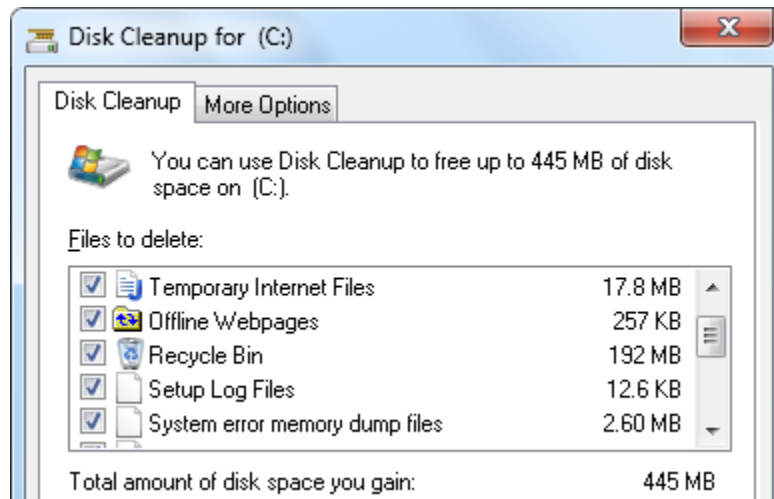 Disk Cleanup for (C:)
Disk Cleanup
More Options
You can use Disk Cleanup to free up to 445 MB of disk
space on (C:).
Files to delete:
Temporary Internet Files 17.8 MB
Offline Webpages 257 KB
Recycle Bin 192 MB
Setup Log Files 12.6 KB
System error memory dump files 2.60 MB
Total amount of disk space you gain: 445 MB